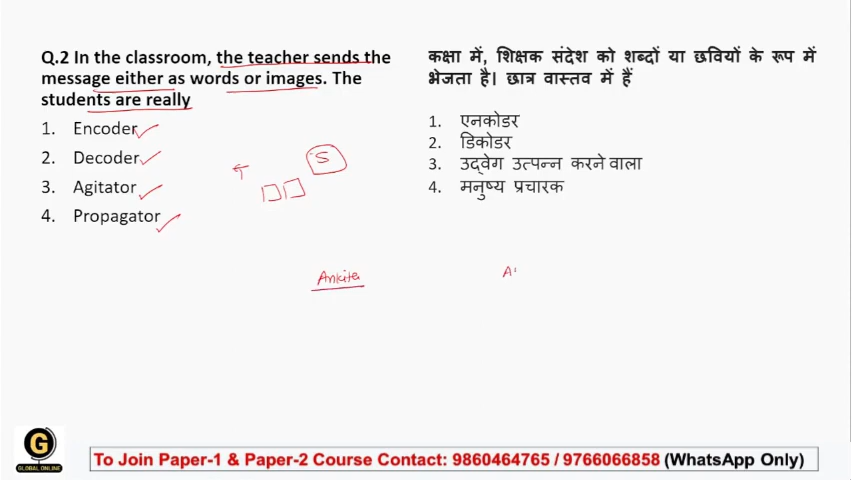 Q.2 In the classroom, the teacher sends the
message either as words or images. The
students are really
1. Encoder
2. Decoder
3. Agitator
4. Propagator
कक्षा में, शिक्षक संदेश को शब्दों या छवियों के रूप में
भेजता है। छात्र वास्तव में हैं
1. एनकोडर
2. डिकोडर
3. उद्वेग उत्पन्न करने वाला
4. मनुष्य प्रचारक
S
T
Ankita
A
G
GLOBAL ONLINE
To Join Paper-1 & Paper-2 Course Contact: 9860464765 / 9766066858 (WhatsApp Only)